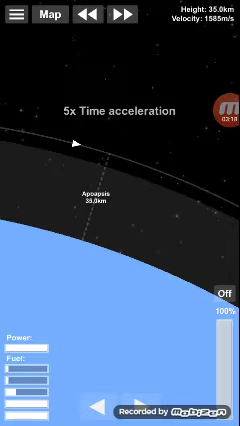 Map
Height: 35.0km
Velocity: 1585m/s
5x Time acceleration
03:18
Apoapsis
35,0km
Off
100%
Power:
Fuel:
Recorded by Mobizen